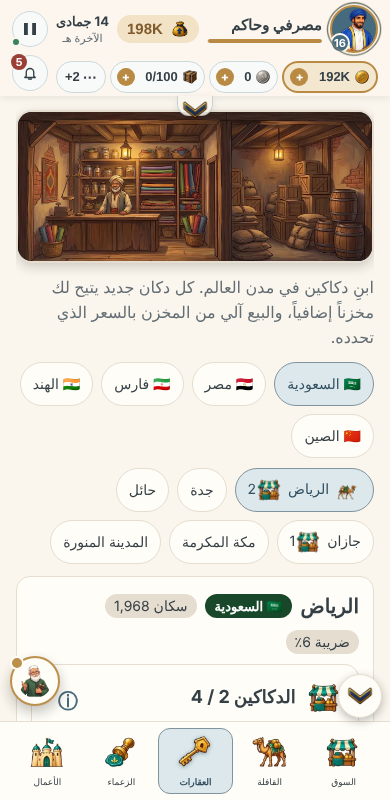 مصرفي وحاكم
198K
14 جمادى
الآخرة هـ
16
192K
0
0/100
+2 ...
5
ابنِ دكاكين في مدن العالم. كل دكان جديد يتيح لك
مخزناً إضافياً، والبيع آلي من المخزن بالسعر الذي
تحدده.
السعودية
مصر
فارس
الهند
الصين
الرياض 2
جدة
حائل
جازان 1
مكة المكرمة
المدينة المنورة
الرياض
السعودية
سكان 1,968
ضريبة 6٪
الدكاكين 2 / 4
السوق
القافلة
العقارات
الزعماء
الأعمال